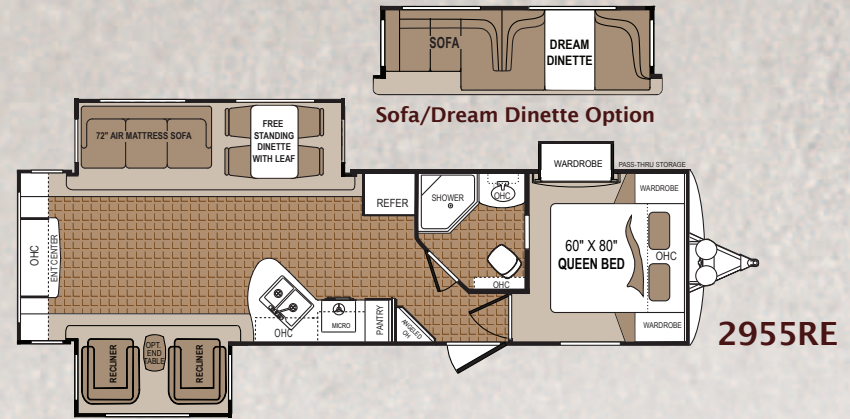 SOFA
DREAM
DINETTE
Sofa/Dream Dinette Option
72" AIR MATTRESS SOFA
FREE
STANDING
DINETTE
WITH LEAF
WARDROBE
PASS-THRU STORAGE
REFER
SHOWER
OHC
WARDROBE
OHC
ENT CENTER
60" X 80"
QUEEN BED
OHC
OHC
RECLINER
OPT.
END
TABLE
RECLINER
OHC
MICRO
PANTRY
ANGLED
OH
WARDROBE
2955RE